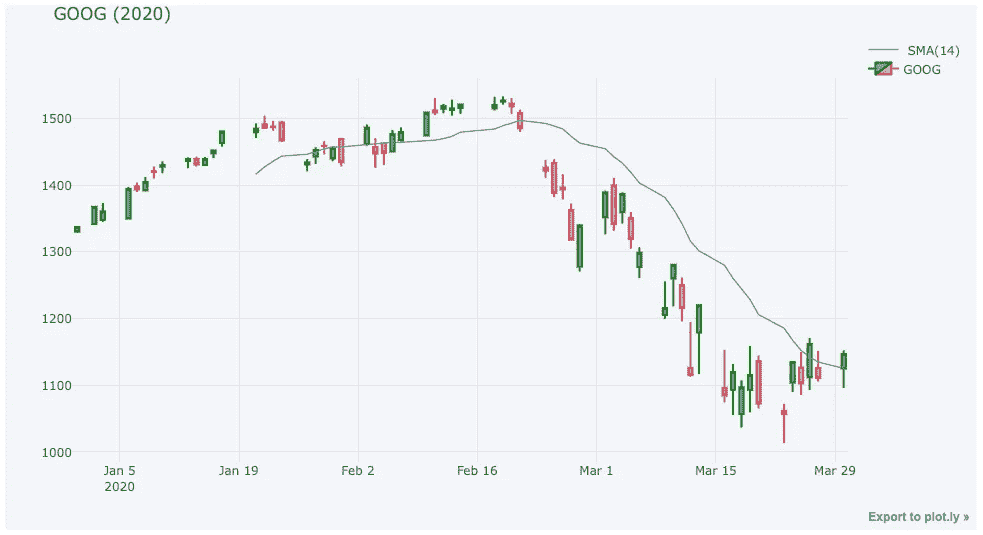 GOOG (2020)
SMA(14)
GOOG
1500
1400
1300
1200
1100
1000
Jan 5
2020
Jan 19
Feb 2
Feb 16
Mar 1
Mar 15
Mar 29
Export to plot.ly »